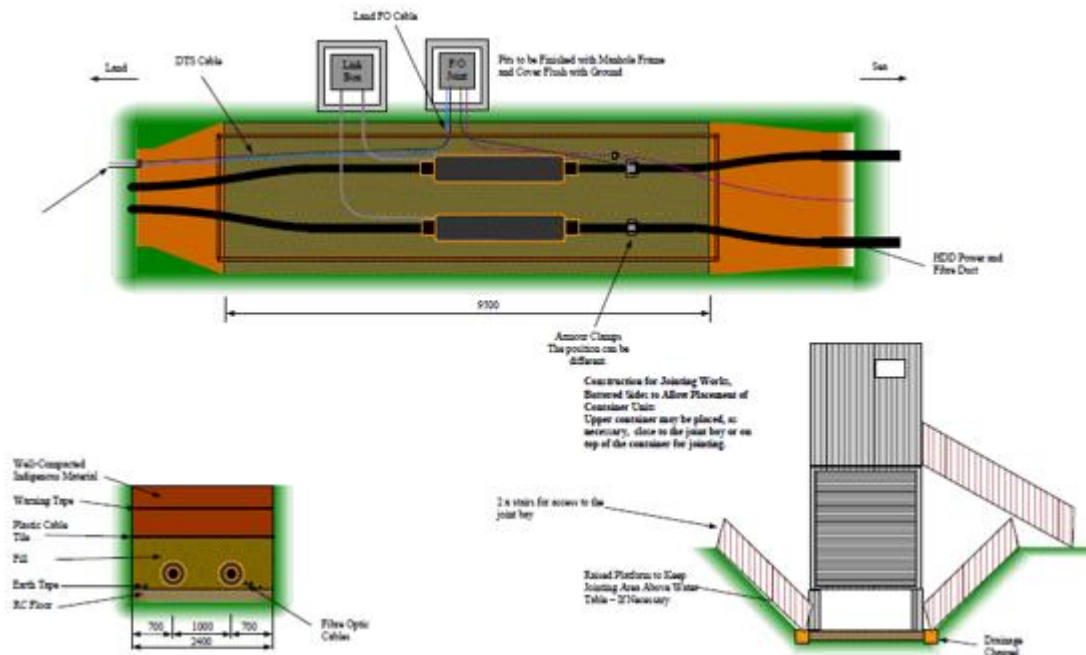 Land FO Cable
DTS Cable
Land
Link
Box
F/O
Joint
Pits to be Finished with Manhole Frame
and Cover Flush with Ground
Sea
HDD Power and
Fibre Duct
9500
Armour Clamps
The position can be
different.
Construction for Jointing Works,
Battered Sides to Allow Placement of
Container Units
Upper container may be placed, as
necessary, close to the joint bay or on
top of the container for jointing.
Well-Compacted
Indigenous Material
Warning Tape
Plastic Cable
Tile
Fill
Earth Tape
RC Floor
700
1000
700
2400
Fibre Optic
Cables
2 x stairs for access to the
joint bay
Raised Platform to Keep
Jointing Area Above Water
Table – If Necessary
Drainage
Channel